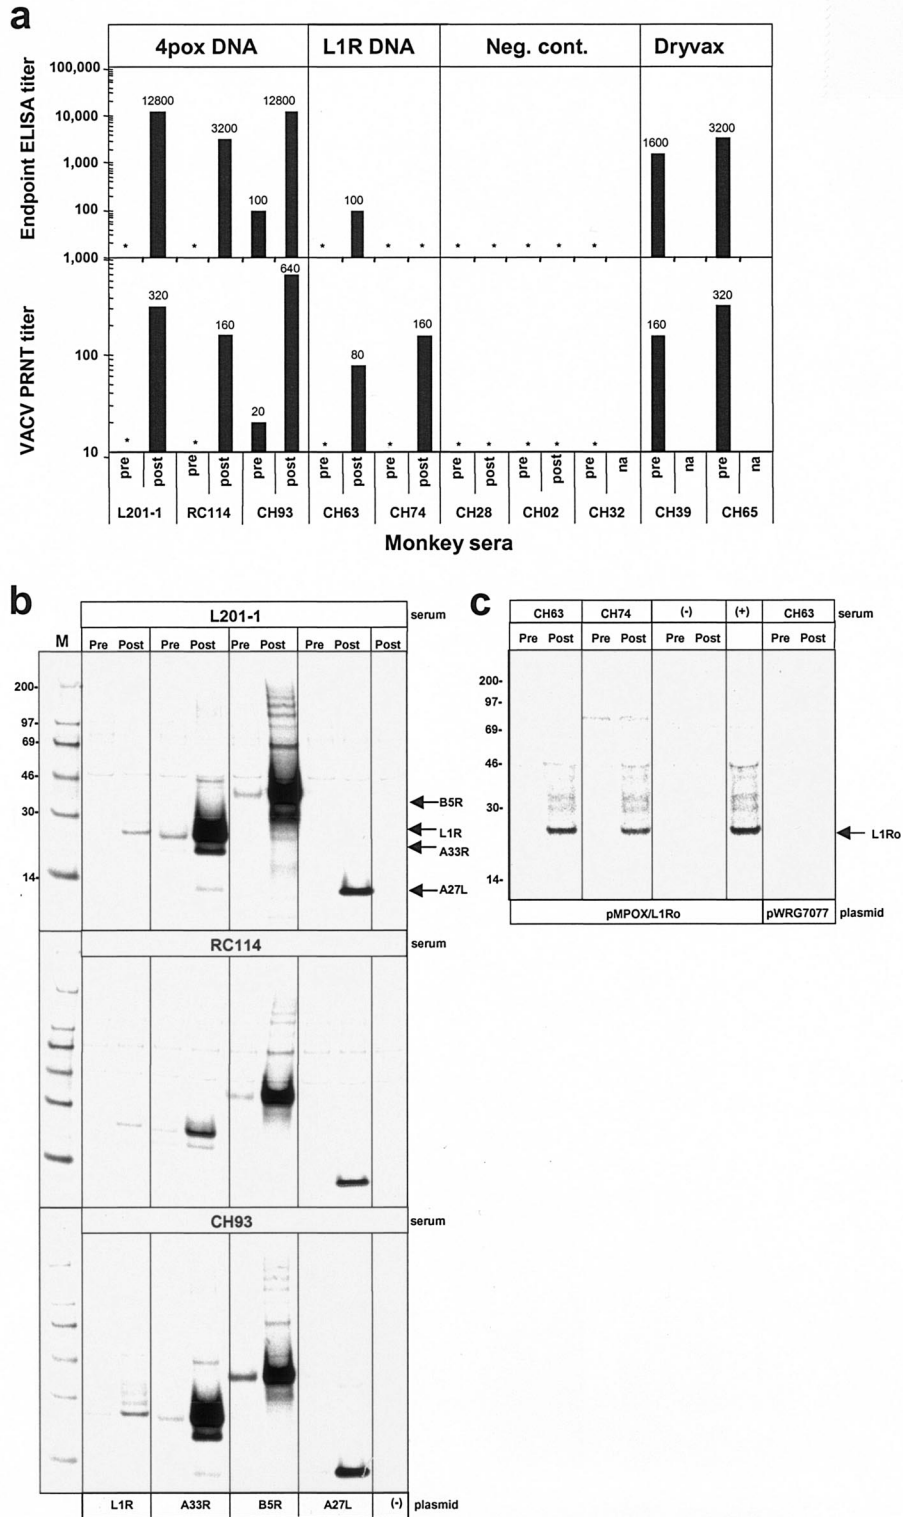 a
4pox DNA L1R DNA Neg. cont. Dryvax
Endpoint ELISA titer
100,000
10,000
1,000
100
1,000
12800 3200 100 12800 100 1600 3200
* * * * * * * * * *
VACV PRNT titer
100
10
320 160 20 640 80 160 160 320
* * * * * * * * *
pre post pre post pre post pre post pre post pre post pre post pre na pre na pre na
L201-1 RC114 CH93 CH63 CH74 CH28 CH02 CH32 CH39 CH65
Monkey sera
b
L201-1 serum
M Pre Post Pre Post Pre Post Pre Post Post
200-
97-
69-
46-
30-
14-
B5R
L1R
A33R
A27L
RC114 serum
CH93 serum
L1R A33R B5R A27L (-) plasmid
c
CH63 CH74 (-) (+) CH63 serum
Pre Post Pre Post Pre Post Pre Post
200-
97-
69-
46-
30-
14-
L1Ro
pMPOX/L1Ro pWRG7077 plasmid